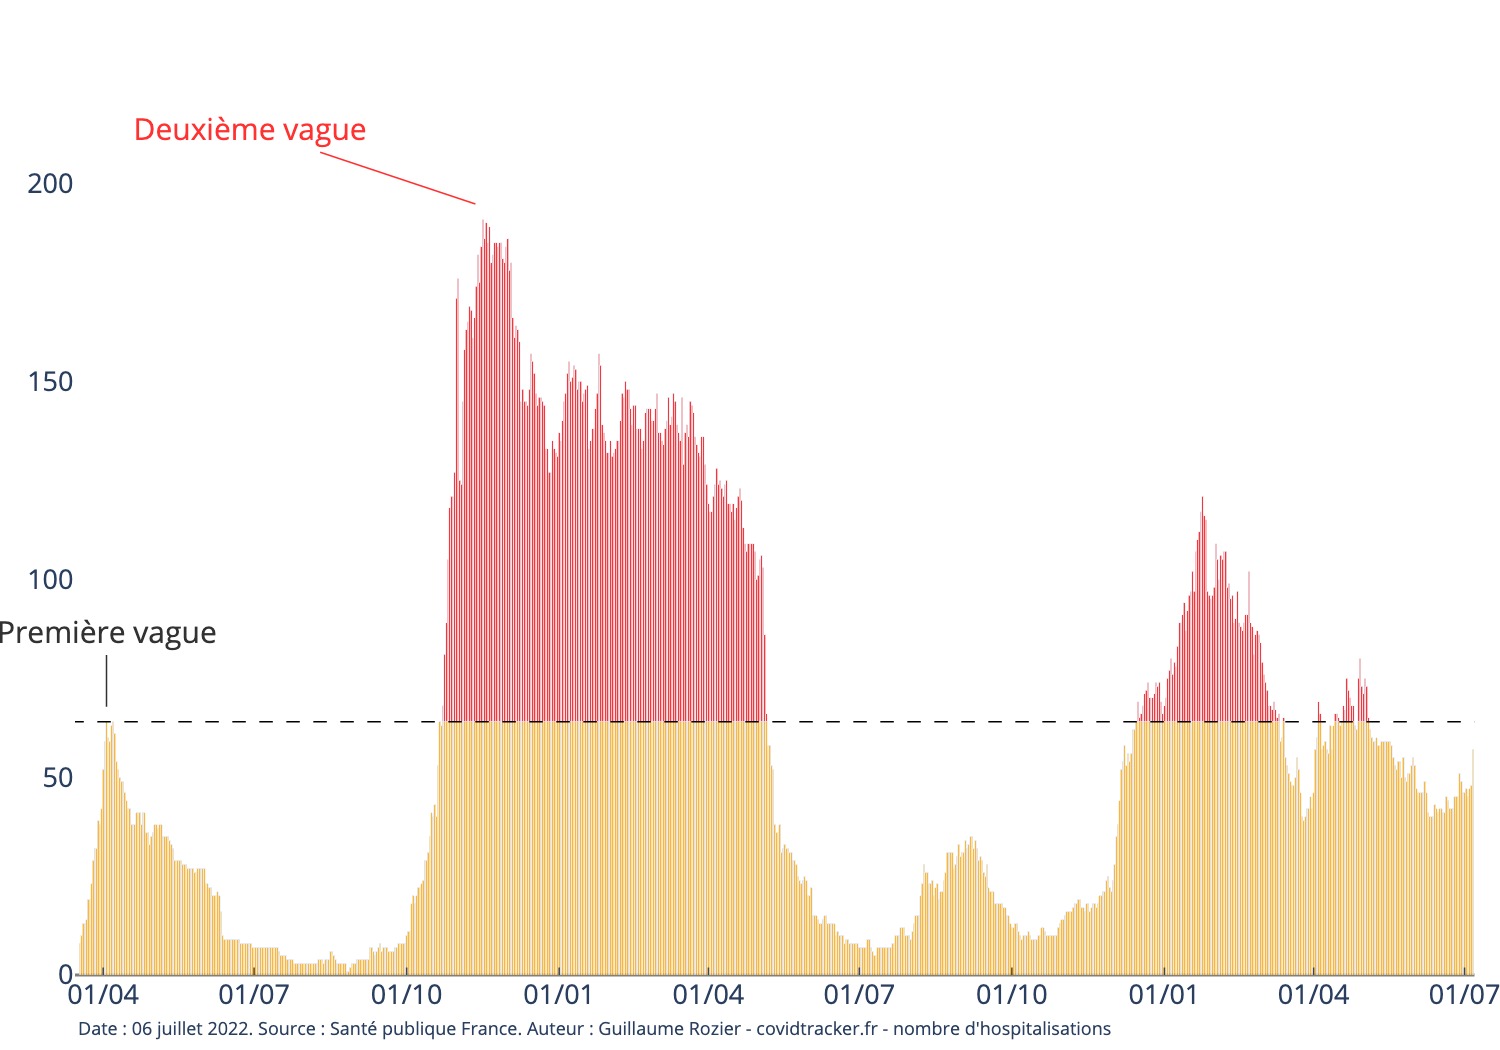 Deuxième vague
200
150
100
Première vague
50
0
01/04 01/07 01/10 01/01 01/04 01/07 01/10 01/01 01/04 01/07
Date : 06 juillet 2022. Source : Santé publique France. Auteur : Guillaume Rozier - covidtracker.fr - nombre d'hospitalisations